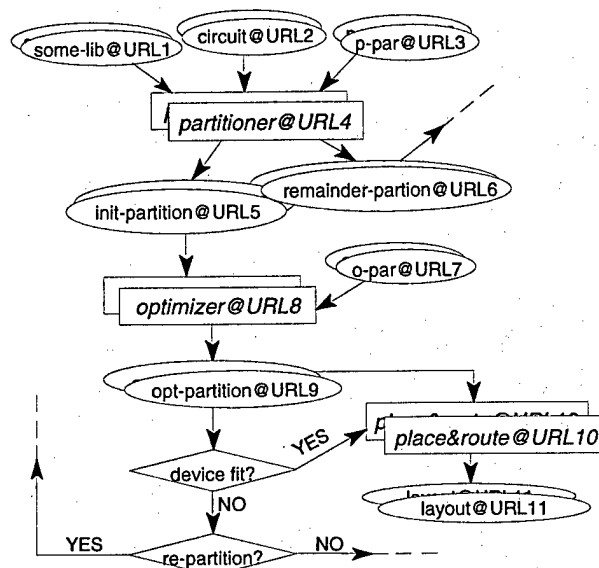 some-lib@URL1
circuit@URL2
p-par@URL3
partitioner@URL4
init-partition@URL5
remainder-partion@URL6
o-par@URL7
optimizer@URL8
opt-partition@URL9
YES
place&route@URL10
device fit?
NO
layout@URL11
YES
re-partition?
NO